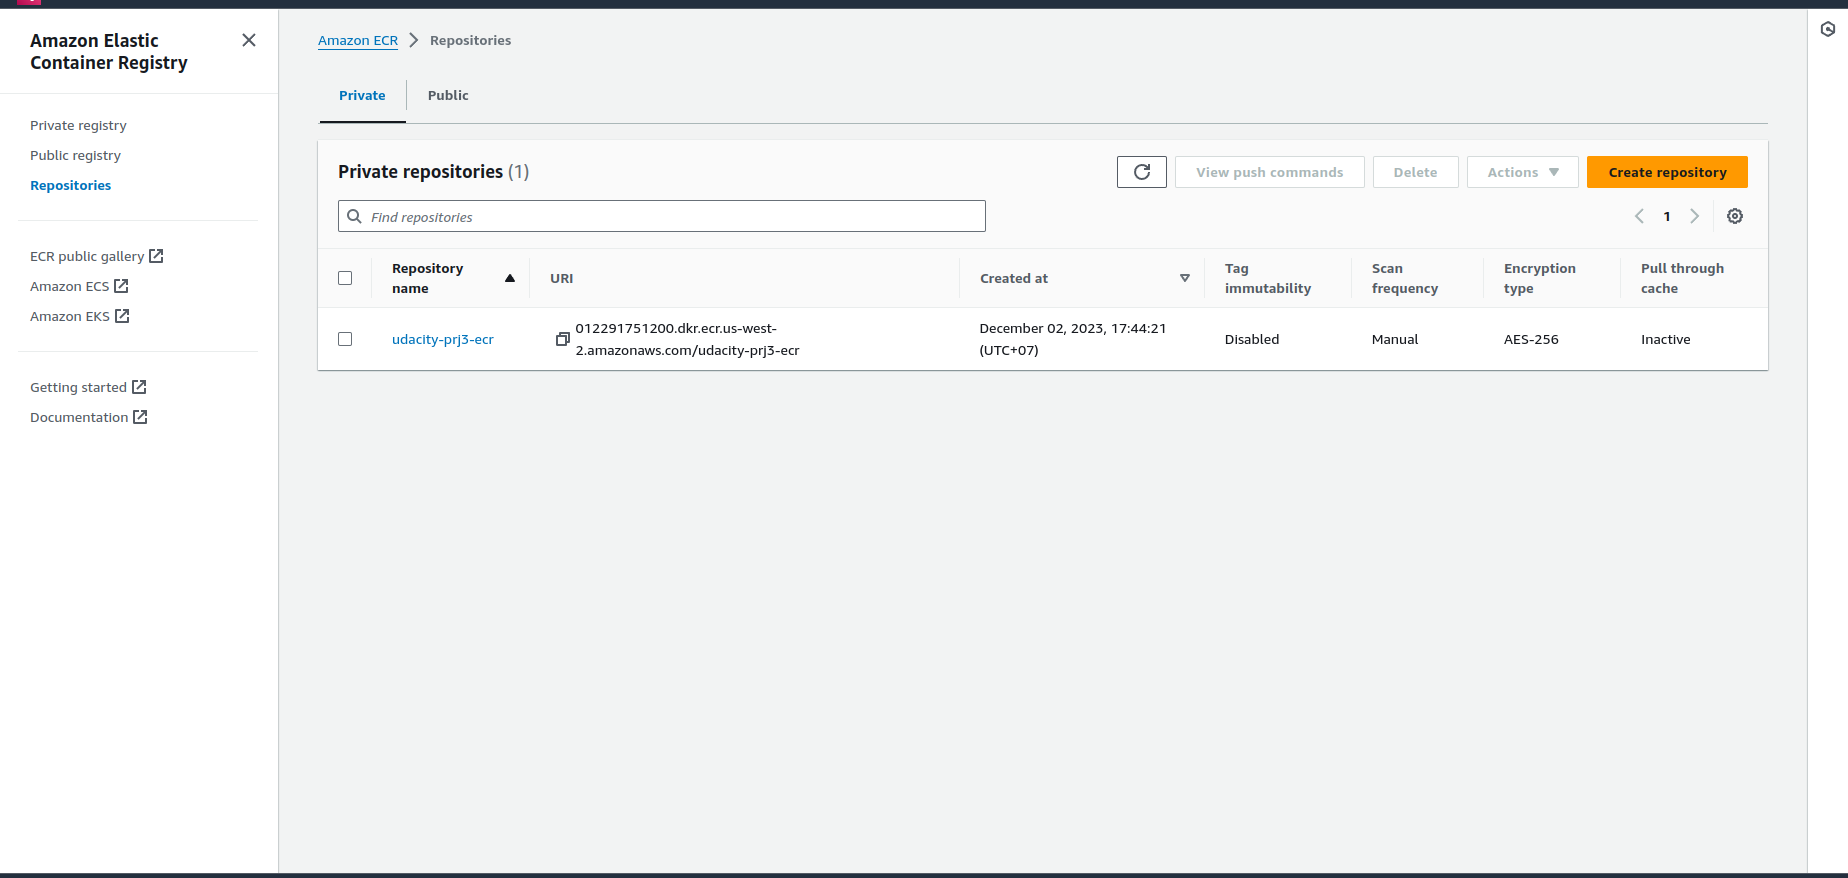 Amazon Elastic
Container Registry
Private registry
Public registry
Repositories
ECR public gallery
Amazon ECS
Amazon EKS
Getting started
Documentation
Amazon ECR
Repositories
Private
Public
Private repositories (1)
View push commands
Delete
Actions
Create repository
Find repositories
1
Repository
name
URI
Created at
Tag
immutability
Scan
frequency
Encryption
type
Pull through
cache
udacity-prj3-ecr
012291751200.dkr.ecr.us-west-
2.amazonaws.com/udacity-prj3-ecr
December 02, 2023, 17:44:21
(UTC+07)
Disabled
Manual
AES-256
Inactive